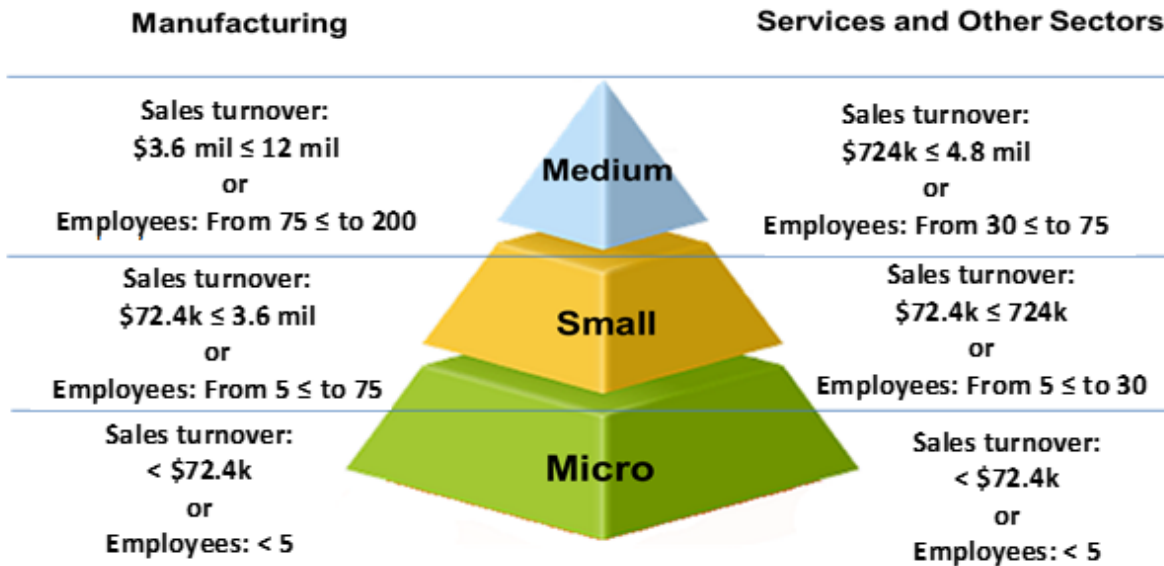 Manufacturing
Services and Other Sectors
Sales turnover:
$3.6 mil ≤ 12 mil
or
Employees: From 75 ≤ to 200
Medium
Sales turnover:
$724k ≤ 4.8 mil
or
Employees: From 30 ≤ to 75
Sales turnover:
$72.4k ≤ 3.6 mil
or
Employees: From 5 ≤ to 75
Small
Sales turnover:
$72.4k ≤ 724k
or
Employees: From 5 ≤ to 30
Sales turnover:
< $72.4k
or
Employees: < 5
Micro
Sales turnover:
< $72.4k
or
Employees: < 5